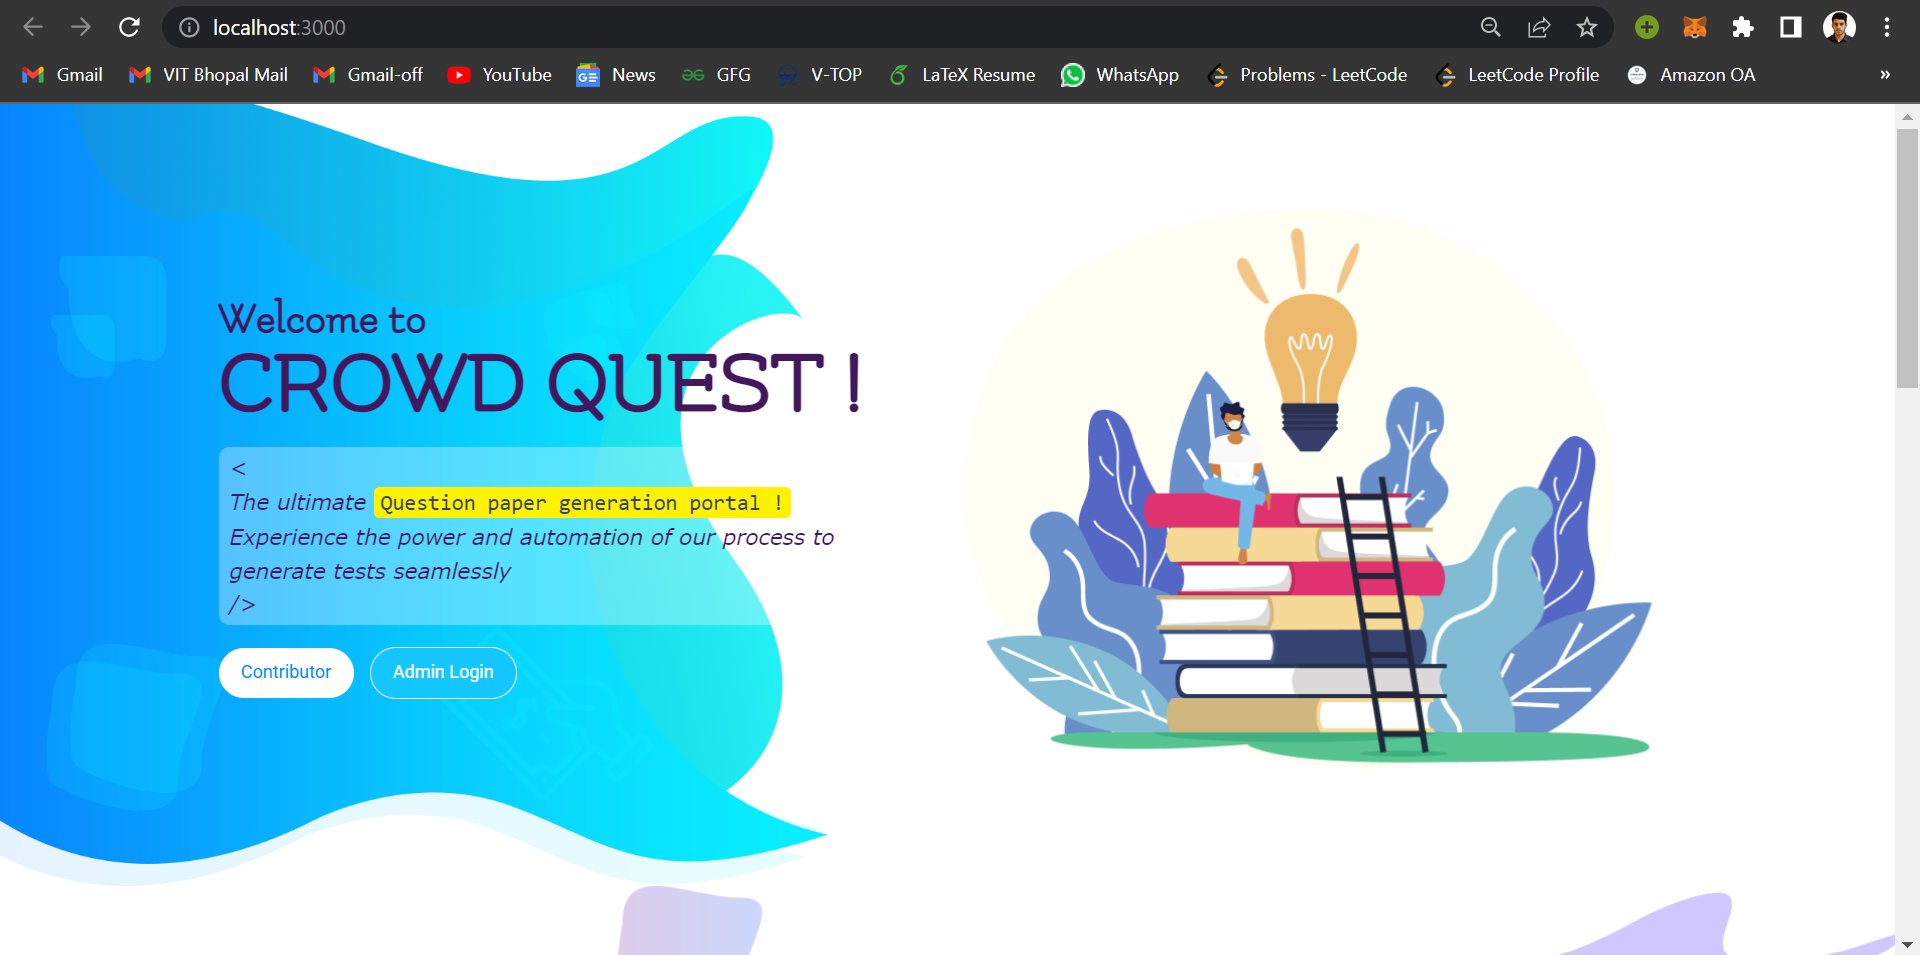 localhost:3000
Gmail VIT Bhopal Mail Gmail-off YouTube News GFG V-TOP LaTeX Resume WhatsApp Problems - LeetCode LeetCode Profile Amazon OA »
Welcome to
CROWD QUEST !
<
The ultimate Question paper generation portal !
Experience the power and automation of our process to
generate tests seamlessly
/>
Contributor Admin Login